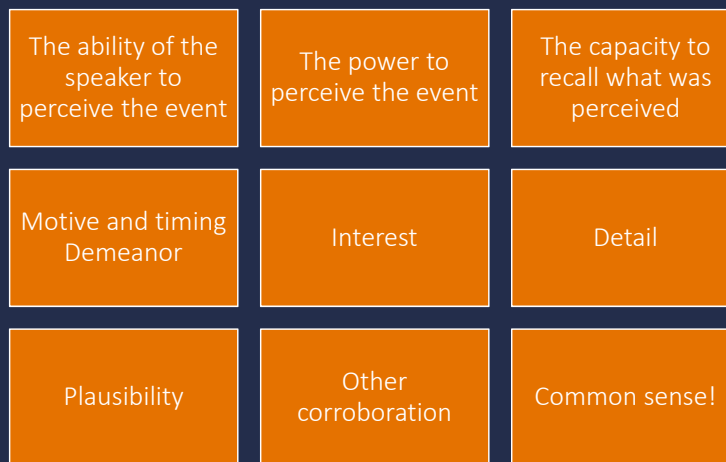 The ability of the
speaker to
perceive the event
The power to
perceive the event
The capacity to
recall what was
perceived
Motive and timing
Demeanor
Interest
Detail
Plausibility
Other
corroboration
Common sense!